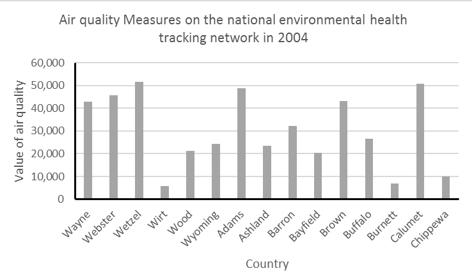 Air quality Measures on the national environmental health
tracking network in 2004
Value of air quality
60,000
50,000
40,000
30,000
20,000
10,000
0
Wayne
Webster
Wetzel
Wirt
Wood
Wyoming
Adams
Ashland
Barron
Bayfield
Brown
Buffalo
Burnett
Calumet
Chippewa
Country